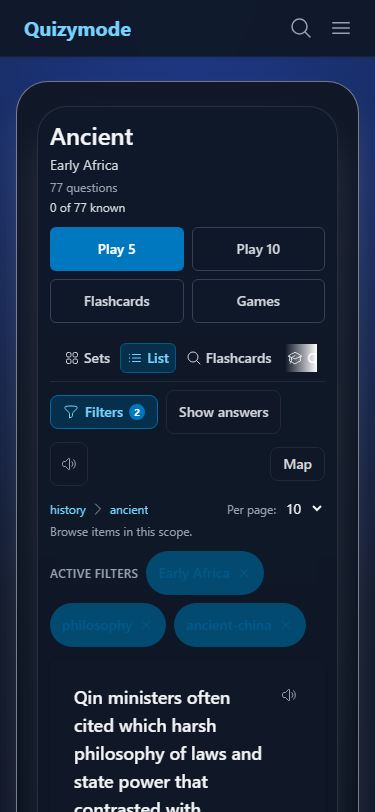 Quizymode
Ancient
Early Africa
77 questions
0 of 77 known
Play 5
Play 10
Flashcards
Games
Sets
List
Flashcards
Filters 2
Show answers
Map
history > ancient
Per page: 10
Browse items in this scope.
ACTIVE FILTERS
Early Africa ×
philosophy ×
ancient-china ×
Qin ministers often
cited which harsh
philosophy of laws and
state power that
contrasted with